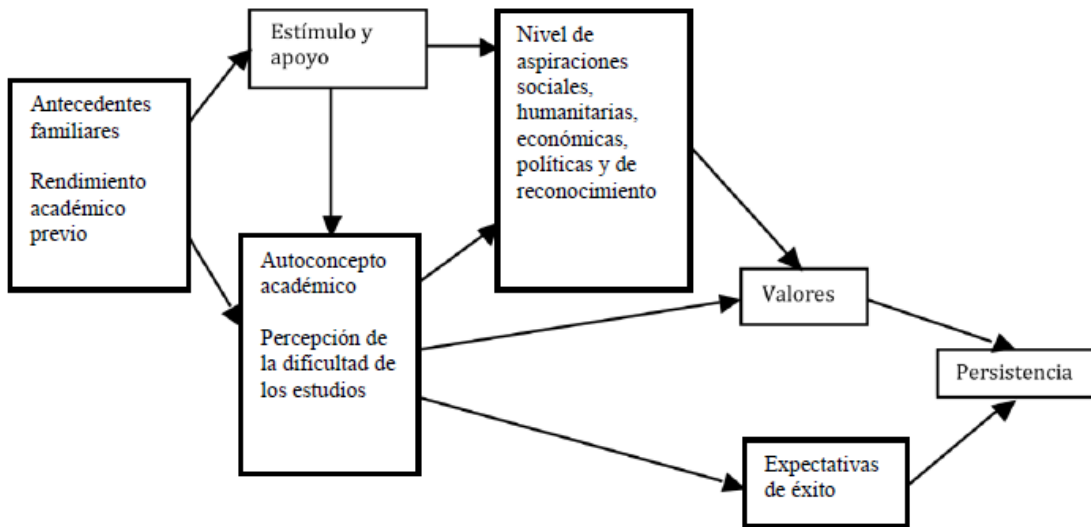 Antecedentes
familiares
Rendimiento
académico
previo
Estímulo y
apoyo
Autoconcepto
académico
Percepción de
la dificultad de
los estudios
Nivel de
aspiraciones
sociales,
humanitarias,
económicas,
políticas y de
reconocimiento
Valores
Expectativas
de éxito
Persistencia